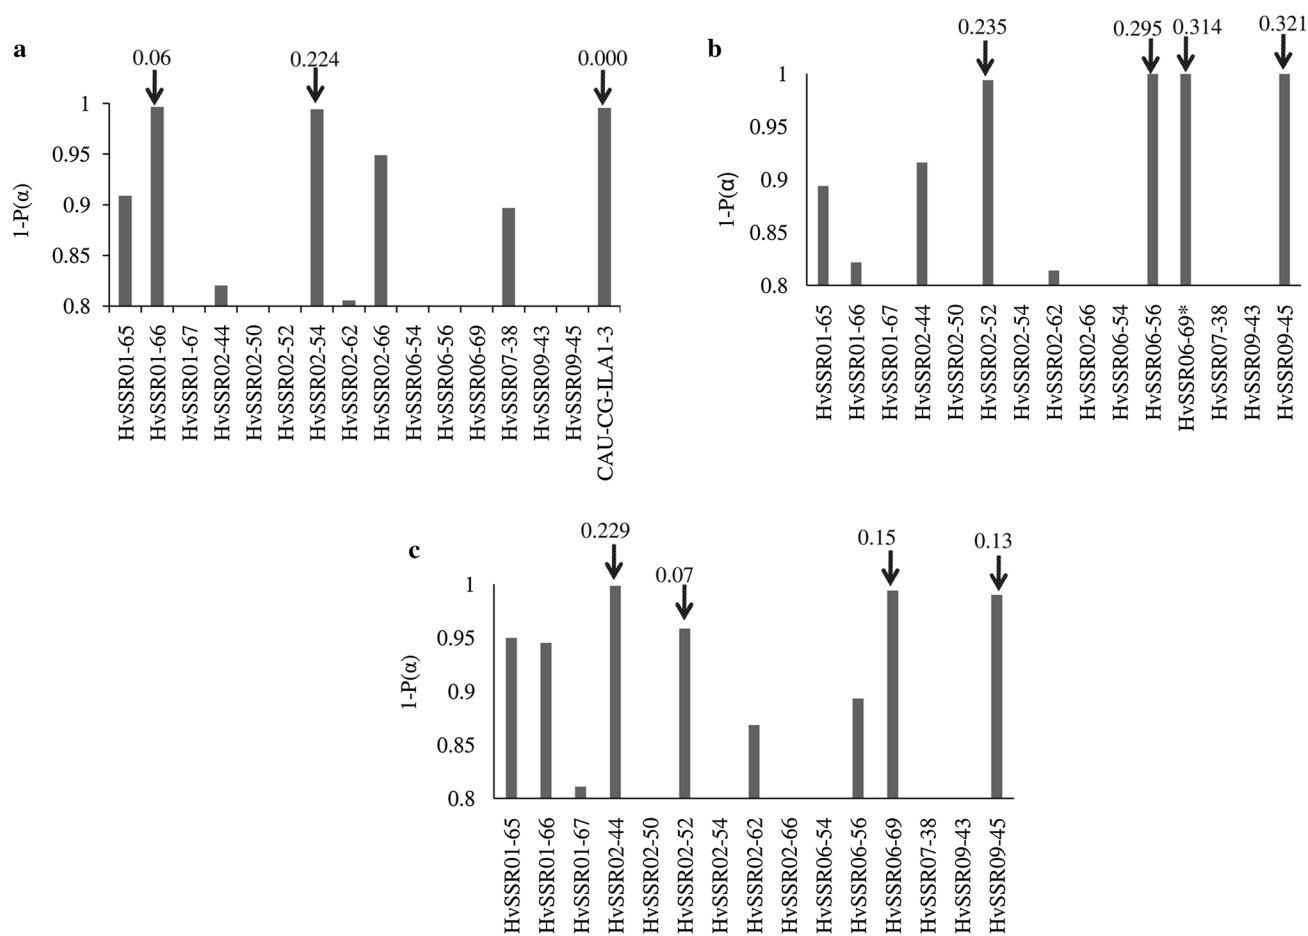 a
0.06
0.224
0.000
1
0.95
0.9
0.85
0.8
1-P(α)
HvSSR01-65
HvSSR01-66
HvSSR01-67
HvSSR02-44
HvSSR02-50
HvSSR02-52
HvSSR02-54
HvSSR02-62
HvSSR02-66
HvSSR06-54
HvSSR06-56
HvSSR06-69
HvSSR07-38
HvSSR09-43
HvSSR09-45
CAU-CG-ILA1-3
b
0.235
0.295
0.314
0.321
1
0.95
0.9
0.85
0.8
1-P(α)
HvSSR01-65
HvSSR01-66
HvSSR01-67
HvSSR02-44
HvSSR02-50
HvSSR02-52
HvSSR02-54
HvSSR02-62
HvSSR02-66
HvSSR06-54
HvSSR06-56
HvSSR06-69*
HvSSR07-38
HvSSR09-43
HvSSR09-45
c
0.229
0.07
0.15
0.13
1
0.95
0.9
0.85
0.8
1-P(α)
HvSSR01-65
HvSSR01-66
HvSSR01-67
HvSSR02-44
HvSSR02-50
HvSSR02-52
HvSSR02-54
HvSSR02-62
HvSSR02-66
HvSSR06-54
HvSSR06-56
HvSSR06-69
HvSSR07-38
HvSSR09-43
HvSSR09-45